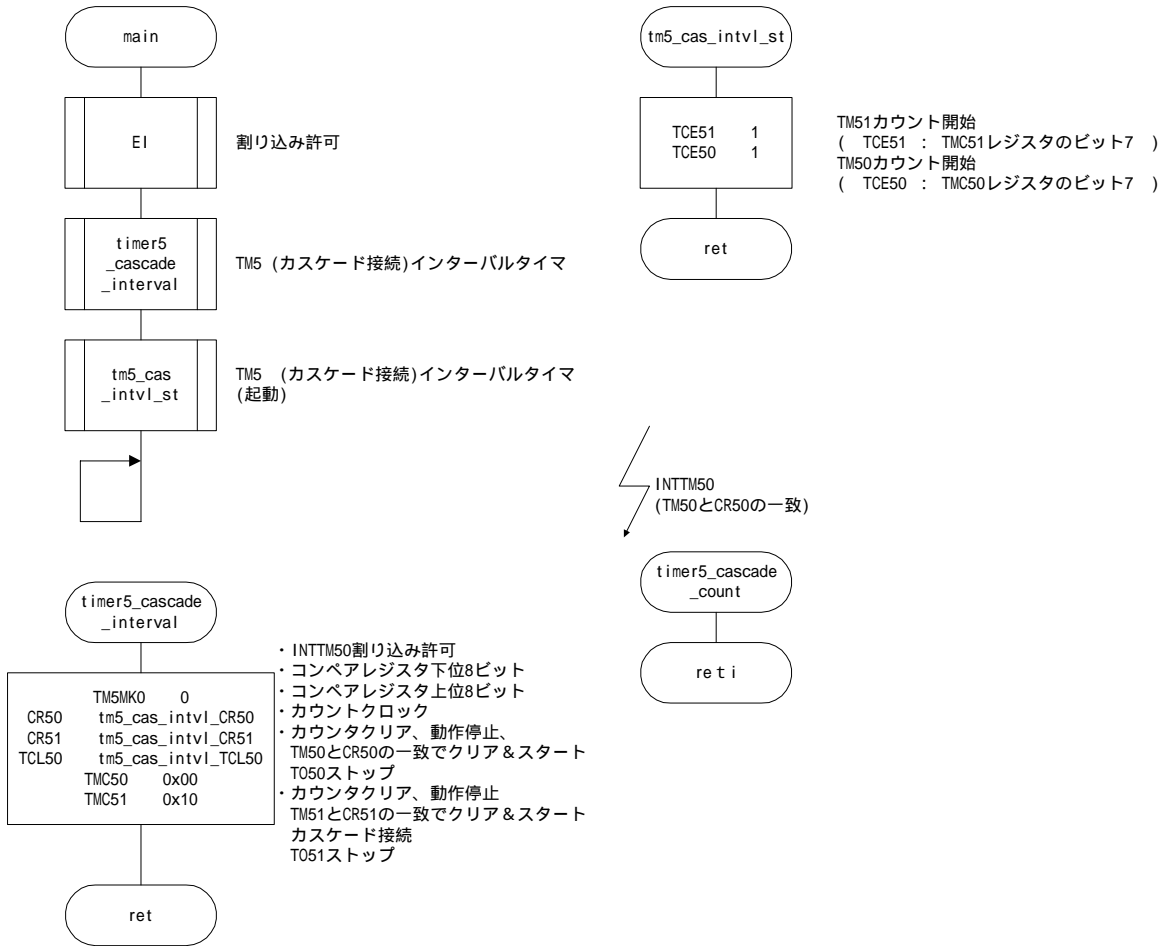 main
EI
割り込み許可
timer5
_cascade
_interval
TM5 (カスケード接続)インターバルタイマ
tm5_cas
_intvl_st
TM5 (カスケード接続)インターバルタイマ
(起動)
timer5_cascade
_interval
TM5MK0 0
CR50 tm5_cas_intvl_CR50
CR51 tm5_cas_intvl_CR51
TCL50 tm5_cas_intvl_TCL50
TMC50 0x00
TMC51 0x10
・INTTM50割り込み許可
・コンペアレジスタ下位8ビット
・コンペアレジスタ上位8ビット
・カウントクロック
・カウンタクリア、動作停止、
TM50とCR50の一致でクリア&スタート
TO50ストップ
・カウンタクリア、動作停止
TM51とCR51の一致でクリア&スタート
カスケード接続
TO51ストップ
ret
tm5_cas_intvl_st
TCE51 1
TCE50 1
TM51カウント開始
( TCE51 : TMC51レジスタのビット7 )
TM50カウント開始
( TCE50 : TMC50レジスタのビット7 )
ret
INTTM50
(TM50とCR50の一致)
timer5_cascade
_count
reti